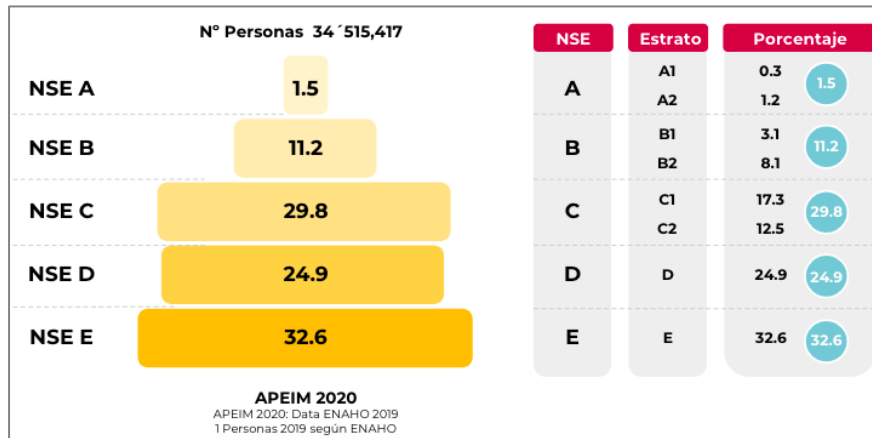 Nº Personas 34´515,417
NSE A 1.5
NSE B 11.2
NSE C 29.8
NSE D 24.9
NSE E 32.6
APEIM 2020
APEIM 2020: Data ENAHO 2019
1 Personas 2019 según ENAHO
NSE Estrato Porcentaje
A1 0.3
A 1.5
A2 1.2
B1 3.1
B 11.2
B2 8.1
C1 17.3
C 29.8
C2 12.5
D D 24.9 24.9
E E 32.6 32.6